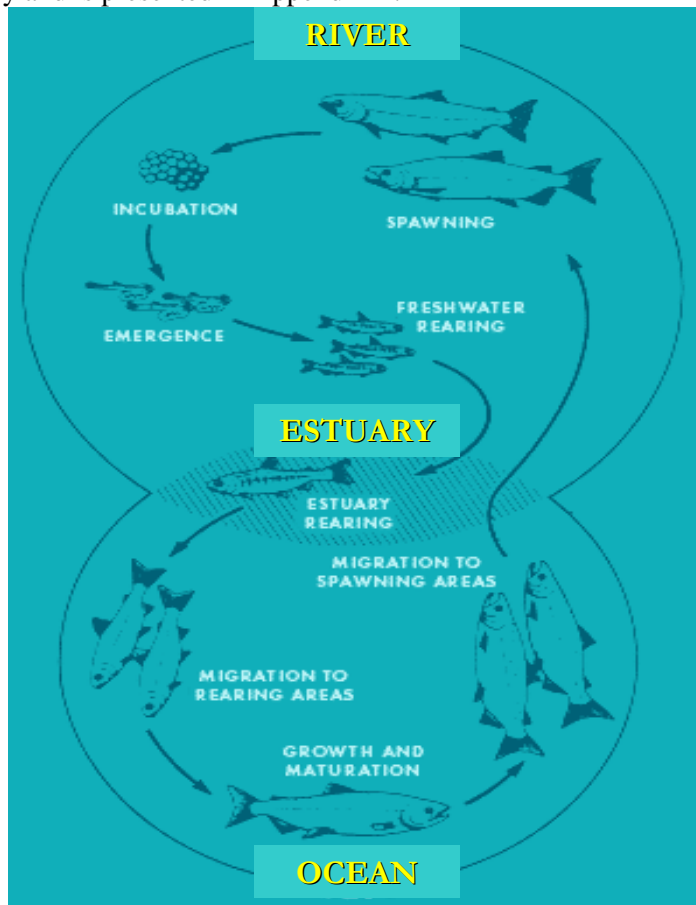 RIVER
INCUBATION
SPAWNING
FRESHWATER
REARING
EMERGENCE
ESTUARY
ESTUARY
REARING
MIGRATION TO
SPAWNING AREAS
MIGRATION TO
REARING AREAS
GROWTH AND
MATURATION
OCEAN